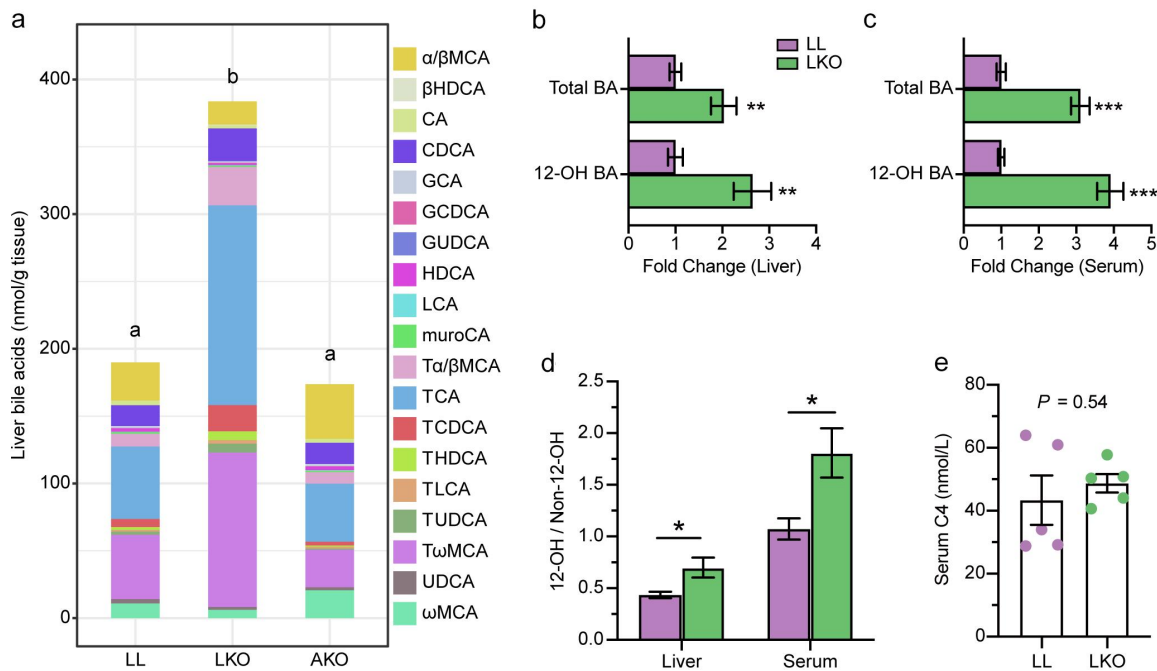 a
Liver bile acids (nmol/g tissue)
400
300
200
100
0
a
b
a
LL
LKO
AKO
α/βMCA
βHDCA
CA
CDCA
GCA
GCDCA
GUDCA
HDCA
LCA
muroCA
Tα/βMCA
TCA
TCDCA
THDCA
TLCA
TUDCA
TωMCA
UDCA
ωMCA
b
LL
LKO
Total BA
**
12-OH BA
**
0 1 2 3 4
Fold Change (Liver)
c
Total BA
***
12-OH BA
***
0 1 2 3 4 5
Fold Change (Serum)
d
12-OH / Non-12-OH
2.5
2.0
1.5
1.0
0.5
0.0
*
*
Liver
Serum
e
Serum C4 (nmol/L)
80
60
40
20
0
P = 0.54
LL
LKO